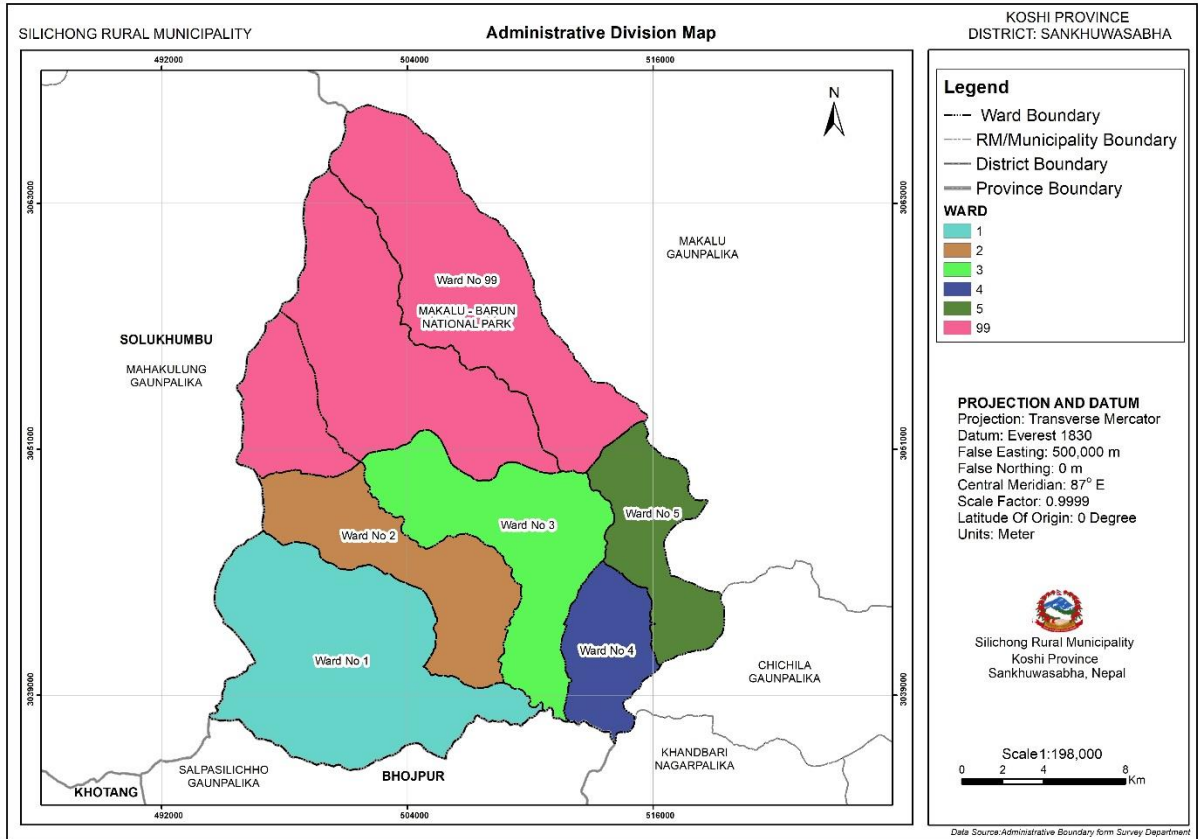 SILICHONG RURAL MUNICIPALITY
Administrative Division Map
KOSHI PROVINCE
DISTRICT: SANKHUWASABHA
492000
504000
516000
N
3063000
3063000
MAKALU
GAUNPALIKA
Ward No 99
MAKALU - BARUN
NATIONAL PARK
SOLUKHUMBU
MAHAKULUNG
GAUNPALIKA
3051000
3051000
Ward No 5
Ward No 3
Ward No 2
Ward No 4
Ward No 1
CHICHILA
GAUNPALIKA
3039000
3039000
KHANDBARI
NAGARPALIKA
SALPASILICHHO
GAUNPALIKA
BHOJPUR
KHOTANG
492000
504000
516000
Legend
Ward Boundary
RM/Municipality Boundary
District Boundary
Province Boundary
WARD
1
2
3
4
5
99
PROJECTION AND DATUM
Projection: Transverse Mercator
Datum: Everest 1830
False Easting: 500,000 m
False Northing: 0 m
Central Meridian: 87° E
Scale Factor: 0.9999
Latitude Of Origin: 0 Degree
Units: Meter
Silichong Rural Municipality
Koshi Province
Sankhuwasabha, Nepal
Scale1:198,000
0 2 4 8
Km
Data Source:Administrative Boundary form Survey Department